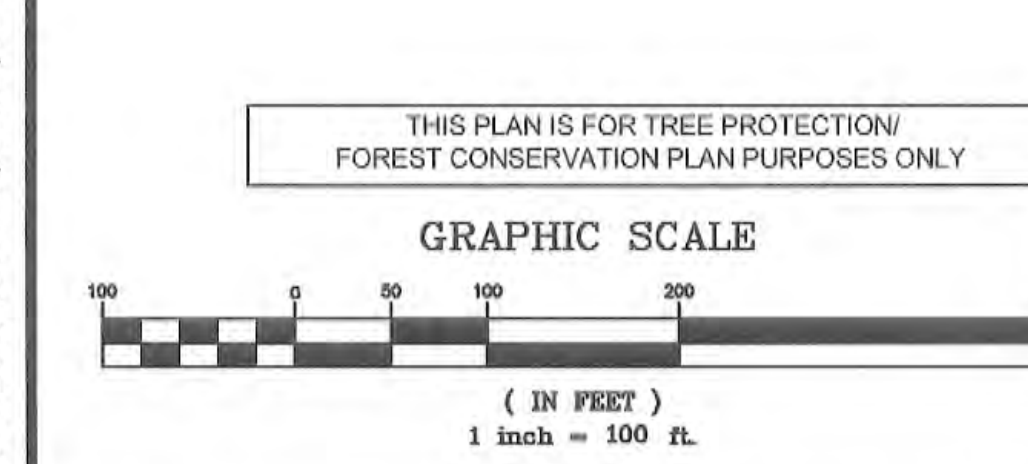 THIS PLAN IS FOR TREE PROTECTION/
FOREST CONSERVATION PLAN PURPOSES ONLY
GRAPHIC SCALE
100 0 50 100 200
( IN FEET )
1 inch = 100 ft.